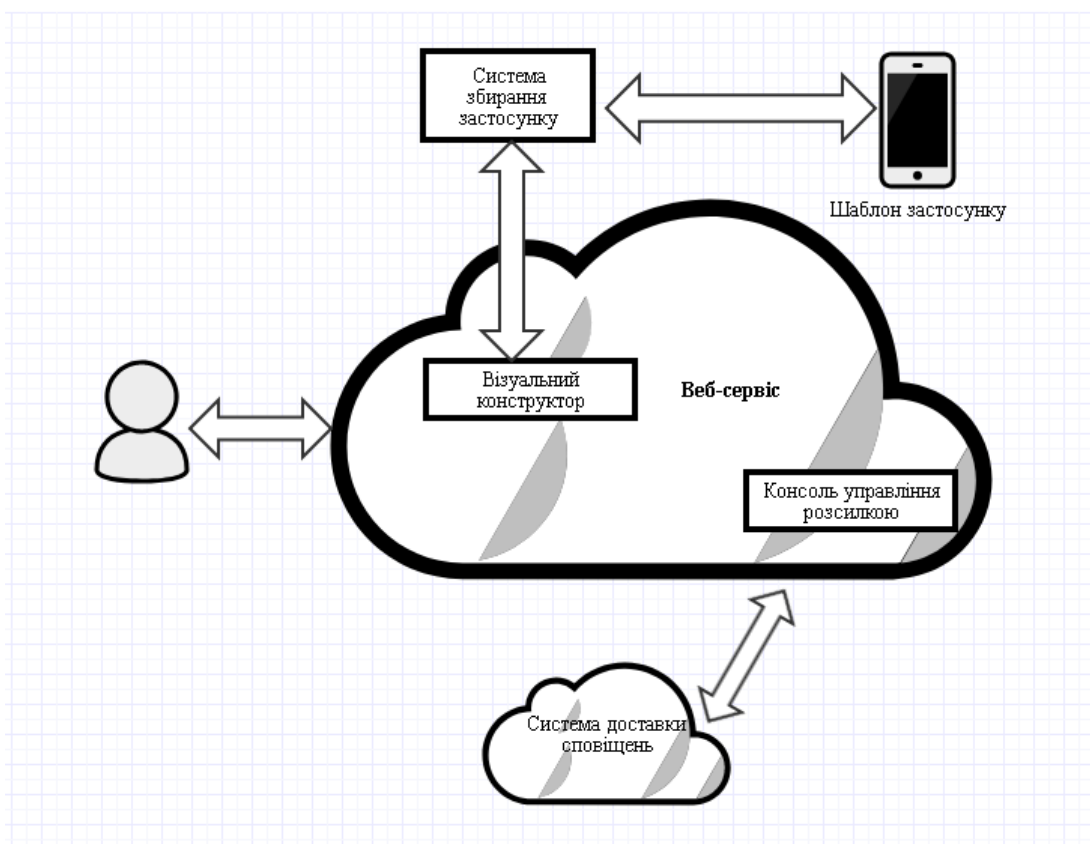 Система
збирання
застосунку
Шаблон застосунку
Візуальний
конструктор
Веб-сервіс
Консоль управління
розсилкою
Система доставки
сповіщень